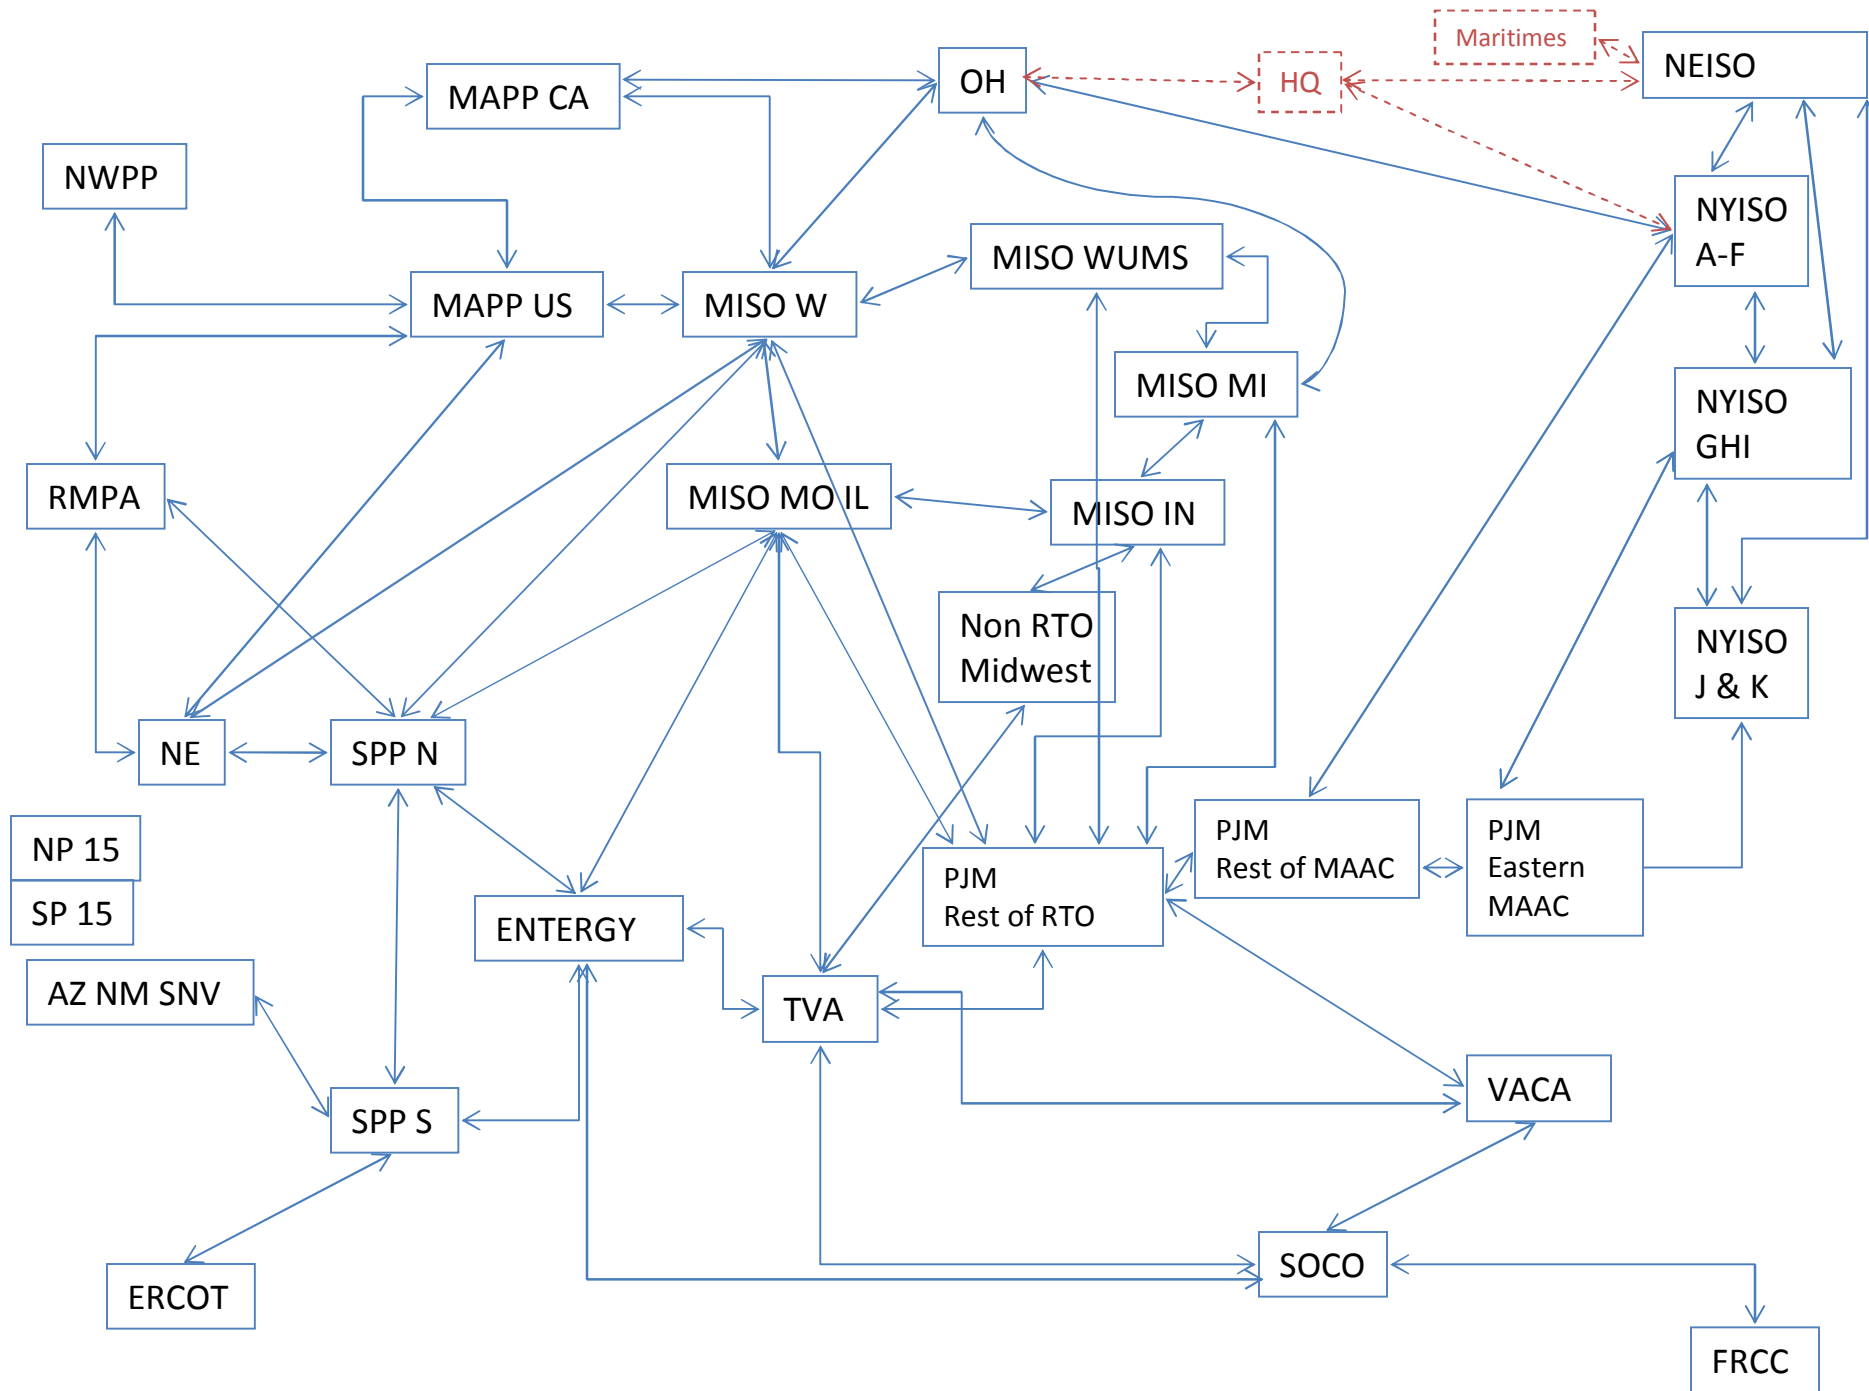 Maritimes
NEISO
OH
HQ
MAPP CA
NWPP
NYISO
A-F
MISO WUMS
MAPP US
MISO W
MISO MI
NYISO
GHI
RMPA
MISO MO IL
MISO IN
Non RTO
Midwest
NYISO
J & K
NE
SPP N
NP 15
SP 15
PJM
Rest of MAAC
PJM
Eastern
MAAC
PJM
Rest of RTO
ENTERGY
AZ NM SNV
TVA
VACA
SPP S
SOCO
ERCOT
FRCC